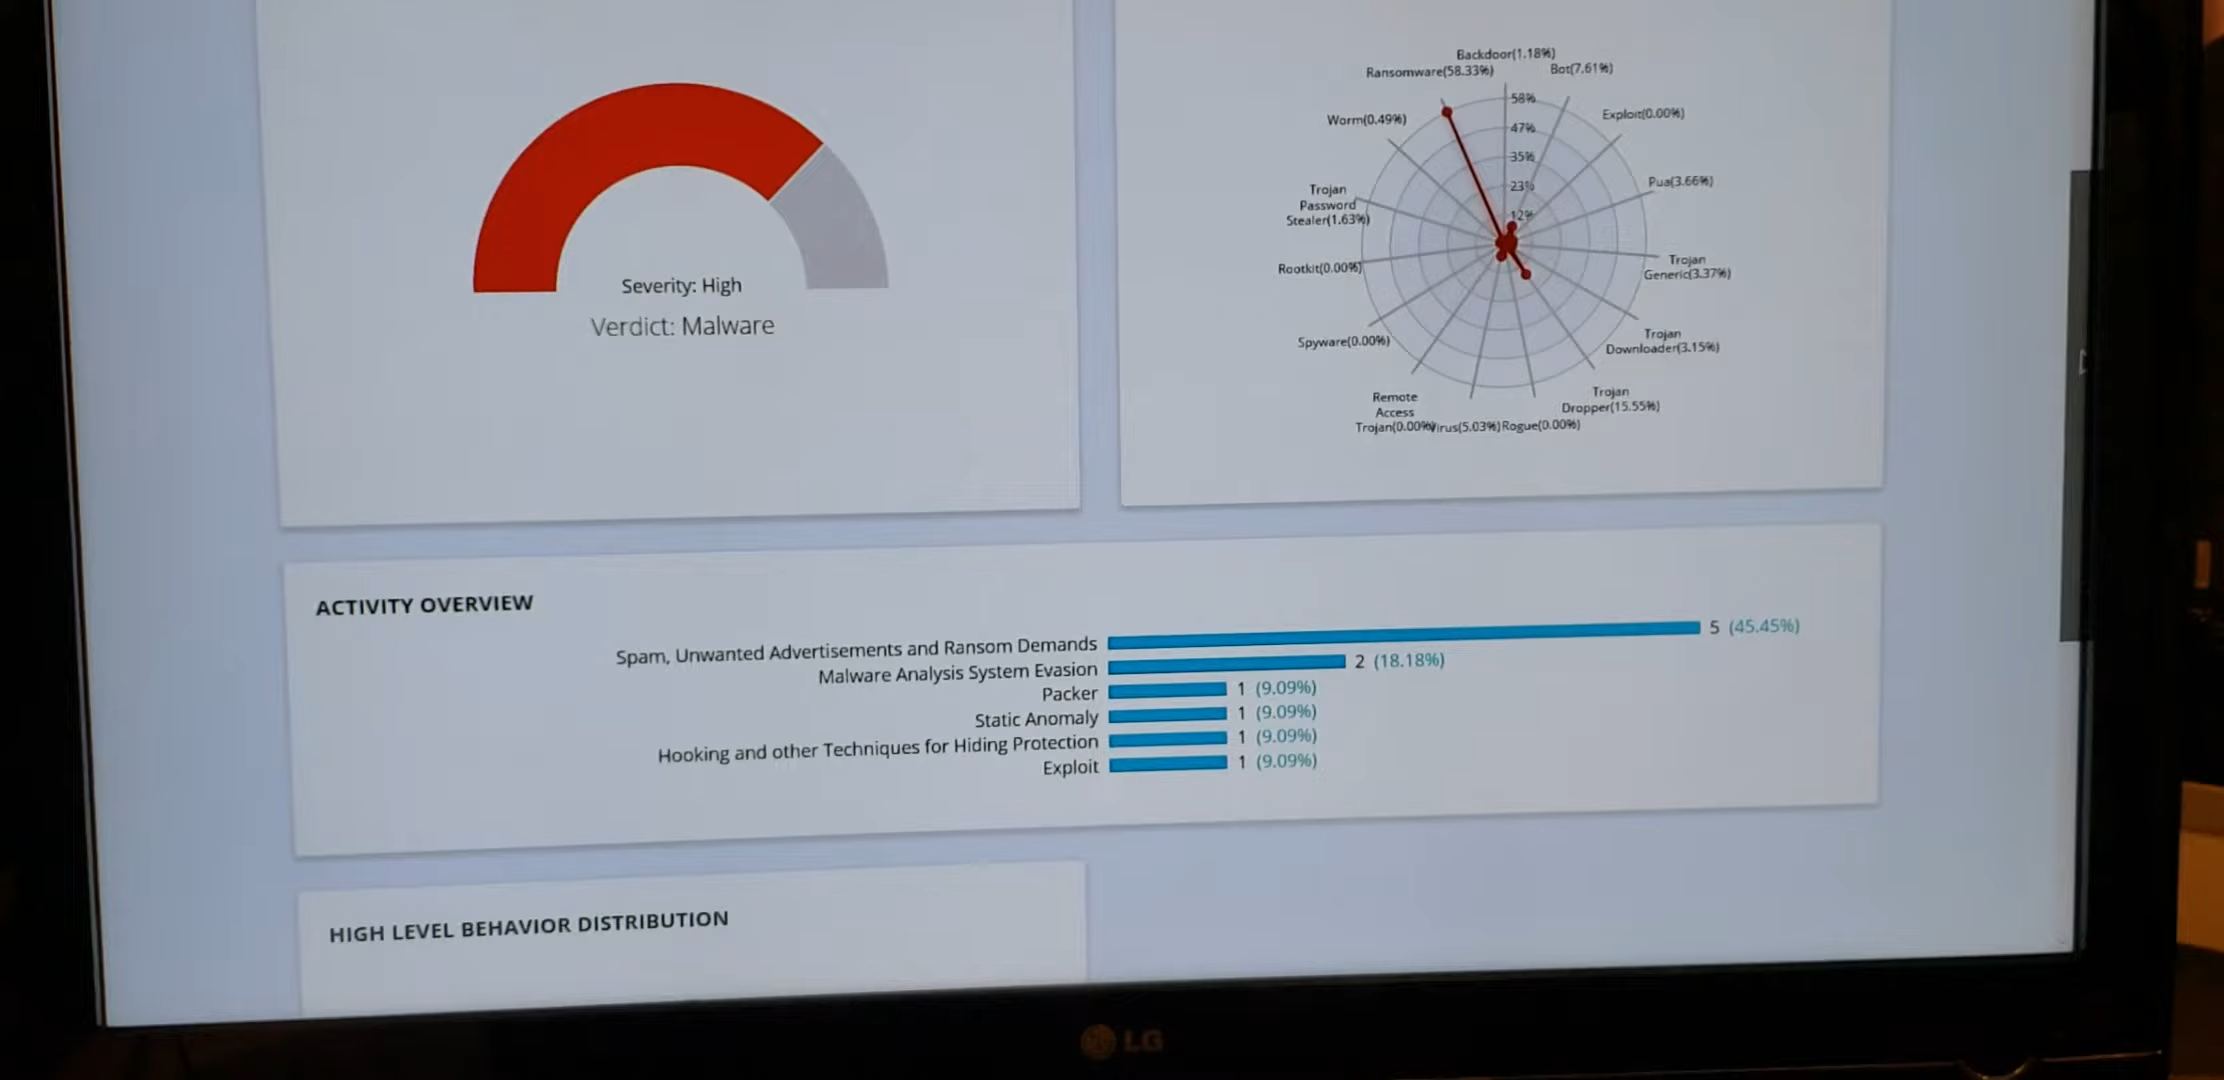 Severity: High
Verdict: Malware
Backdoor(1.18%)
Ransomware(58.33%)
Bot(7.61%)
Exploit(0.00%)
Worm(0.49%)
Pua(3.66%)
Trojan
Password
Stealer(1.63%)
Rootkit(0.00%)
Trojan
Generic(3.37%)
Spyware(0.00%)
Trojan
Downloader(3.15%)
Trojan
Dropper(15.55%)
Remote
Access
Trojan(0.00%)
Virus(5.03%)
Rogue(0.00%)
58%
47%
35%
23%
12%
ACTIVITY OVERVIEW
Spam, Unwanted Advertisements and Ransom Demands 5 (45.45%)
Malware Analysis System Evasion 2 (18.18%)
Packer 1 (9.09%)
Static Anomaly 1 (9.09%)
Hooking and other Techniques for Hiding Protection 1 (9.09%)
Exploit 1 (9.09%)
HIGH LEVEL BEHAVIOR DISTRIBUTION
LG